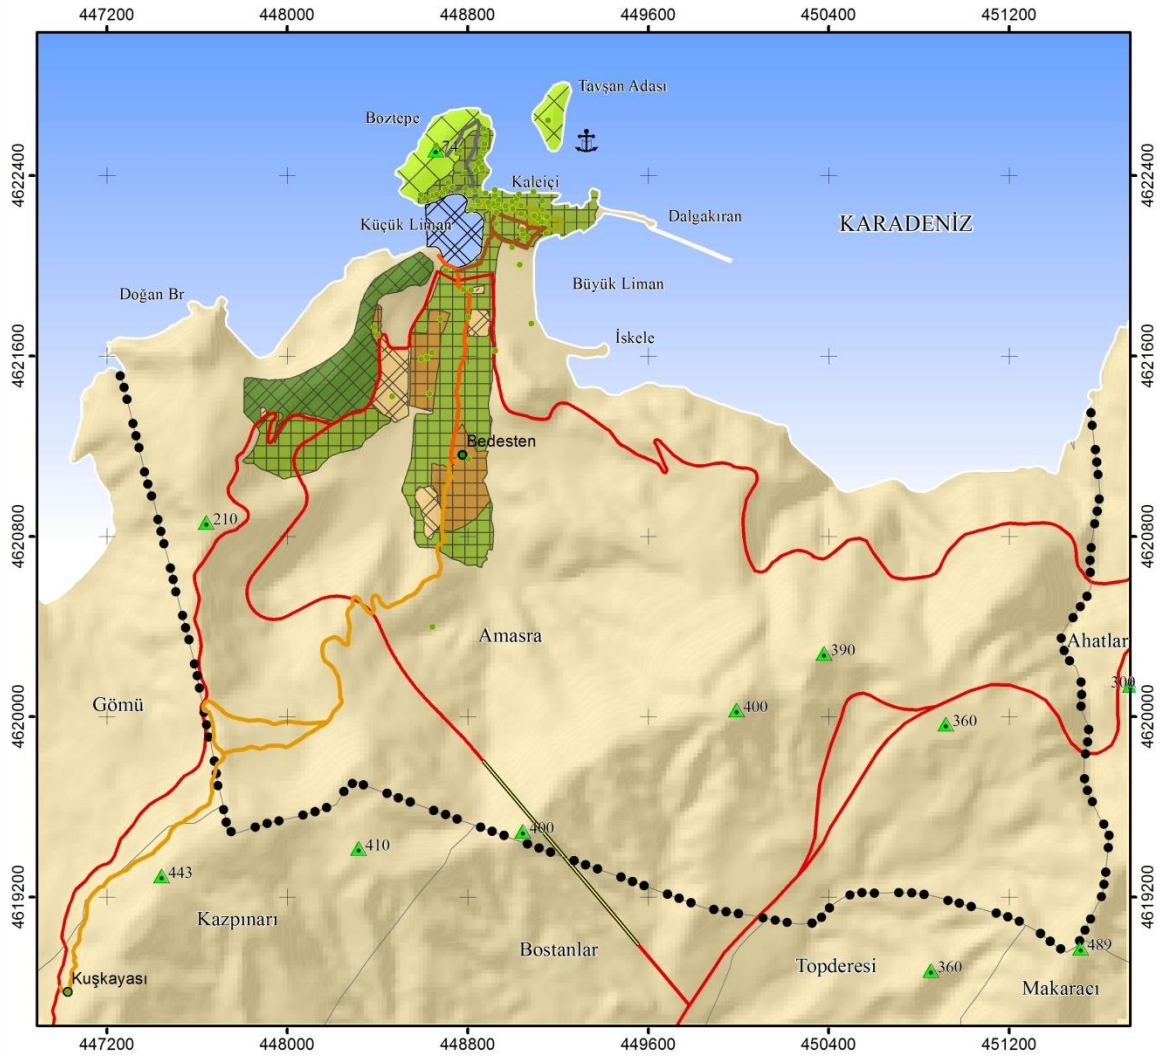 447200 448000 448800 449600 450400 451200
Tavşan Adası
Boztepe
74
4622400 4622400
Kaleiçi
Küçük Liman
Dalgakıran
KARADENİZ
Doğan Br
Büyük Liman
İskele
4621600 4621600
Bedesten
210
4620800 4620800
Amasra
Ahatlar
390
300
Gömü
400
4620000 4620000
360
400
410
443
4619200 4619200
Kazpınarı
Bostanlar
489
Topderesi
360
Kuşkayası
Makaracı
447200 448000 448800 449600 450400 451200